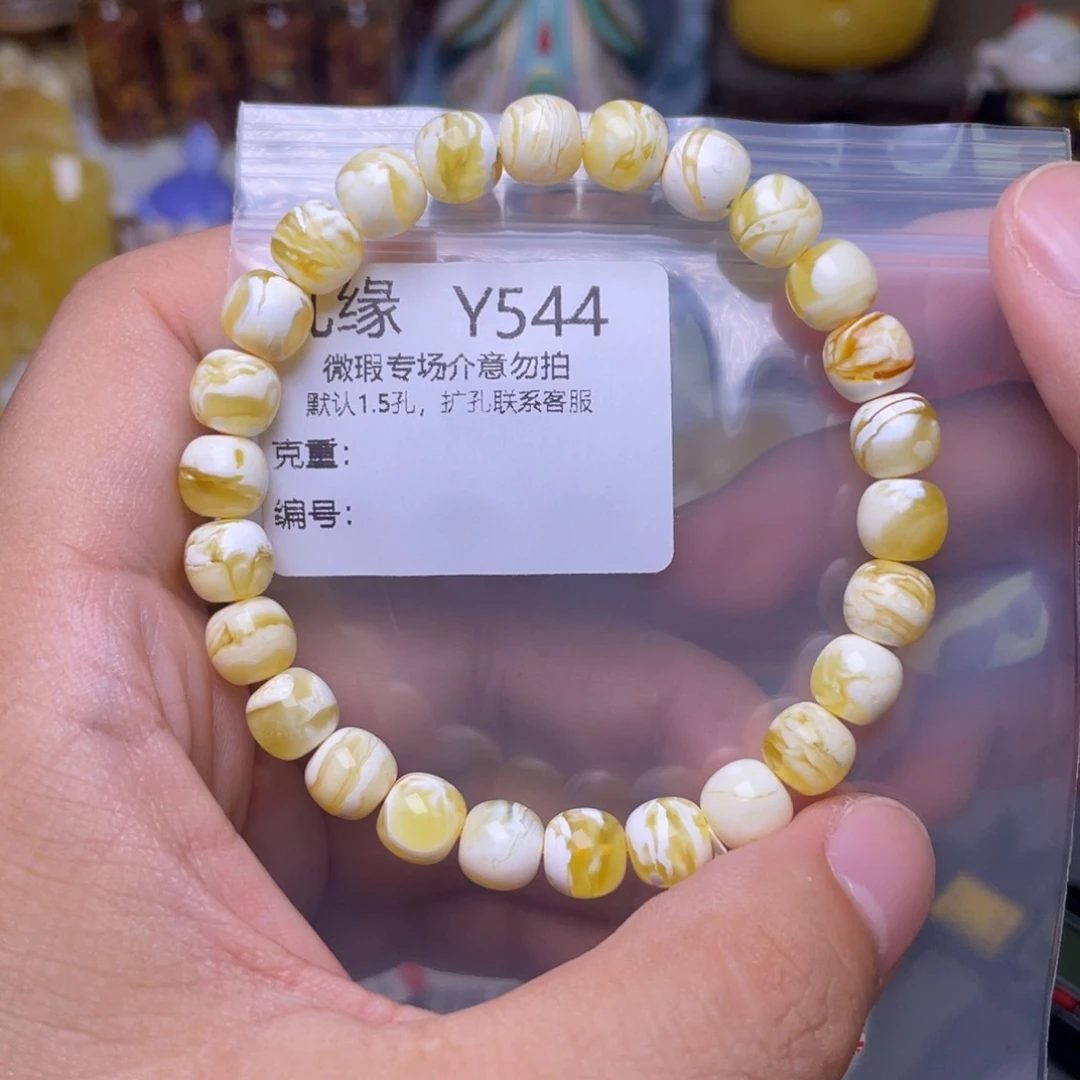 缘 Y544
微瑕专场介意勿拍
默认1.5孔，扩孔联系客服
克重：
编号：